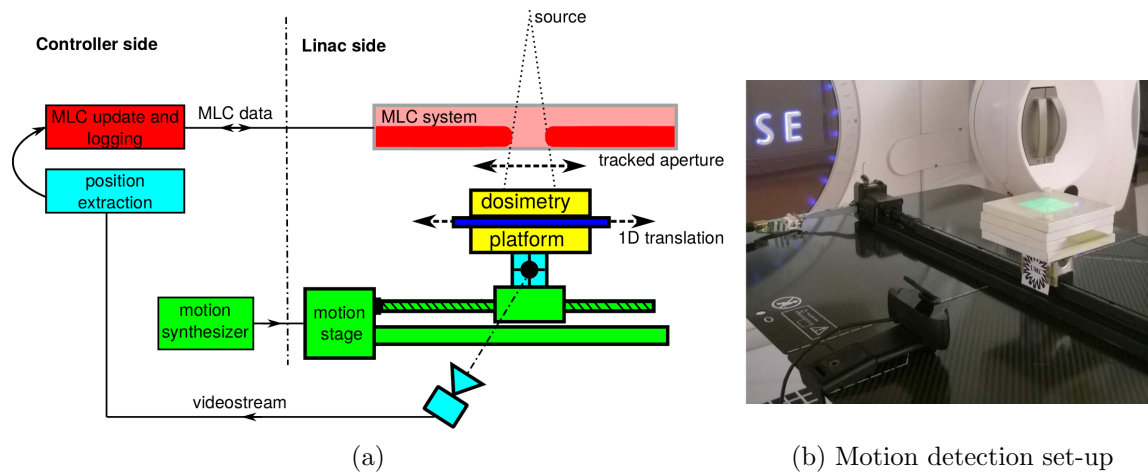 source
Controller side
Linac side
MLC update and
logging
MLC data
MLC system
tracked aperture
position
extraction
dosimetry
platform
1D translation
motion
synthesizer
motion
stage
videostream
(a)
SE
(b) Motion detection set-up